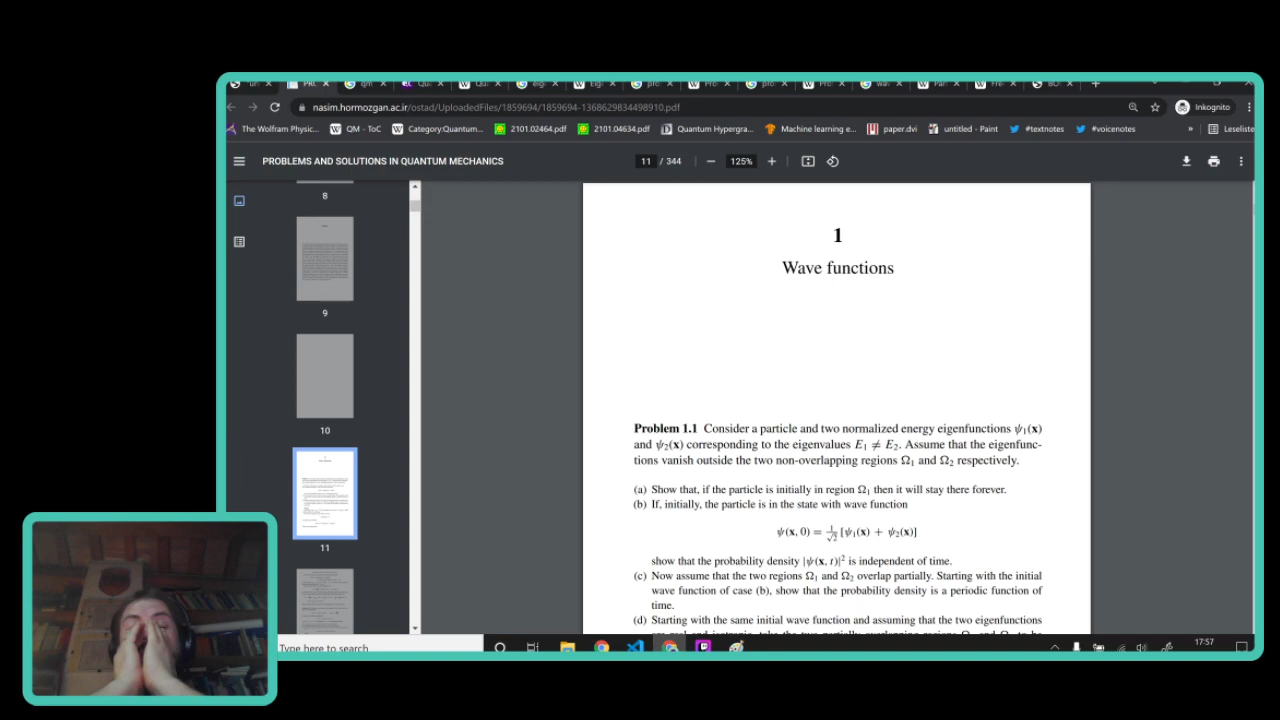 nasim.hormozgan.ac.ir/ostad/UploadedFiles/1859694/1859694-1368629834498910.pdf
Inkognito
The Wolfram Physic...
QM - ToC
Category:Quantum...
2101.02464.pdf
2101.04634.pdf
Quantum Hypergra...
Machine learning e...
paper.dvi
untitled - Paint
#textnotes
#voicenotes
»
Leseliste
PROBLEMS AND SOLUTIONS IN QUANTUM MECHANICS
11 / 344
125%
8
9
10
11
1
Wave functions
Problem 1.1 Consider a particle and two normalized energy eigenfunctions ψ₁(x)
and ψ₂(x) corresponding to the eigenvalues E₁ ≠ E₂. Assume that the eigenfunc-
tions vanish outside the two non-overlapping regions Ω₁ and Ω₂ respectively.
(a) Show that, if the particle is initially in region Ω₁ then it will stay there forever.
(b) If, initially, the particle is in the state with wave function
ψ(x, 0) = 1/√2 [ψ₁(x) + ψ₂(x)]
show that the probability density |ψ(x, t)|² is independent of time.
(c) Now assume that the two regions Ω₁ and Ω₂ overlap partially. Starting with the initial
wave function of case (b), show that the probability density is a periodic function of
time.
(d) Starting with the same initial wave function and assuming that the two eigenfunctions
Type here to search
17:57